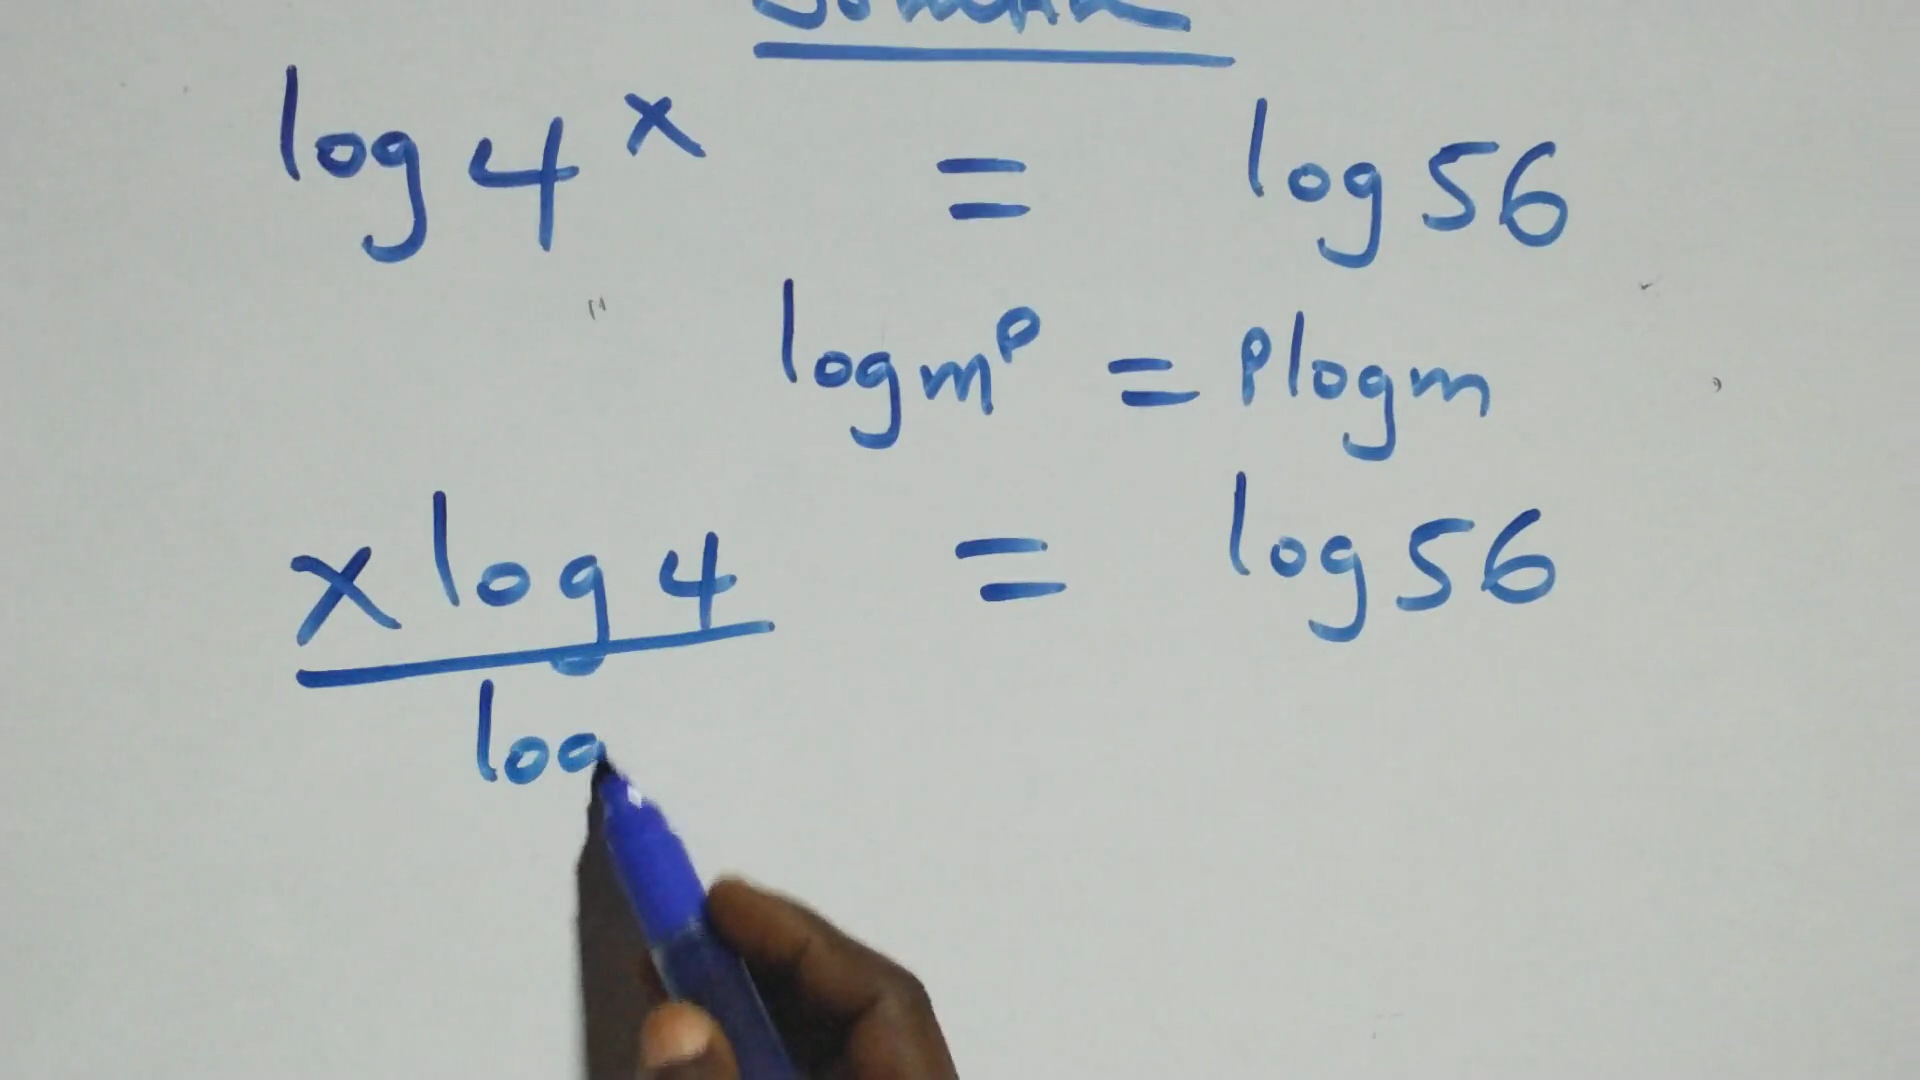 log 4^x = log 56
log m^p = p log m
x log 4 = log 56
log